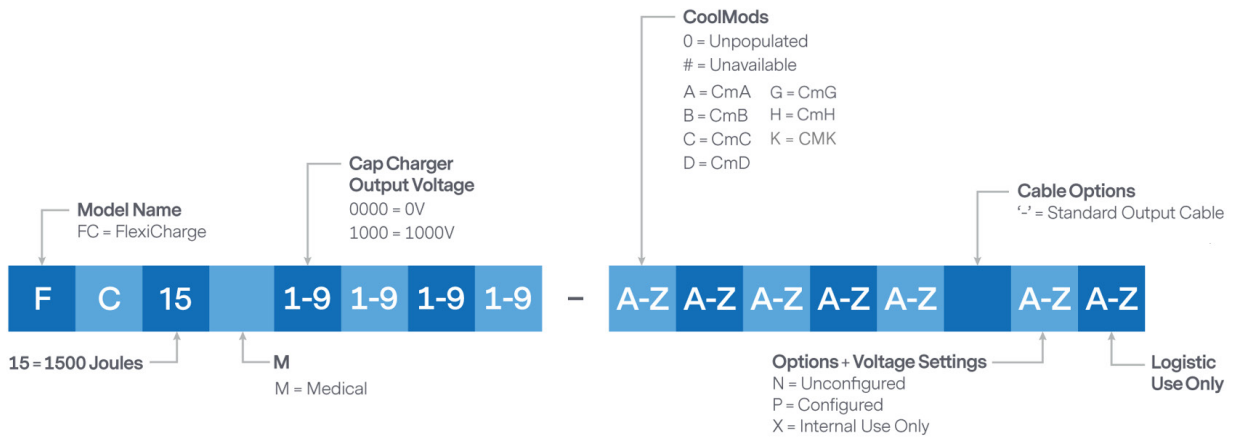 CoolMods
0 = Unpopulated
# = Unavailable
A = CmA G = CmG
B = CmB H = CmH
C = CmC K = CMK
D = CmD
Cap Charger
Output Voltage
0000 = 0V
1000 = 1000V
Model Name
FC = FlexiCharge
Cable Options
‘-’ = Standard Output Cable
F C 15 1-9 1-9 1-9 1-9 – A-Z A-Z A-Z A-Z A-Z A-Z A-Z
15 = 1500 Joules
M
M = Medical
Options + Voltage Settings
N = Unconfigured
P = Configured
X = Internal Use Only
Logistic
Use Only